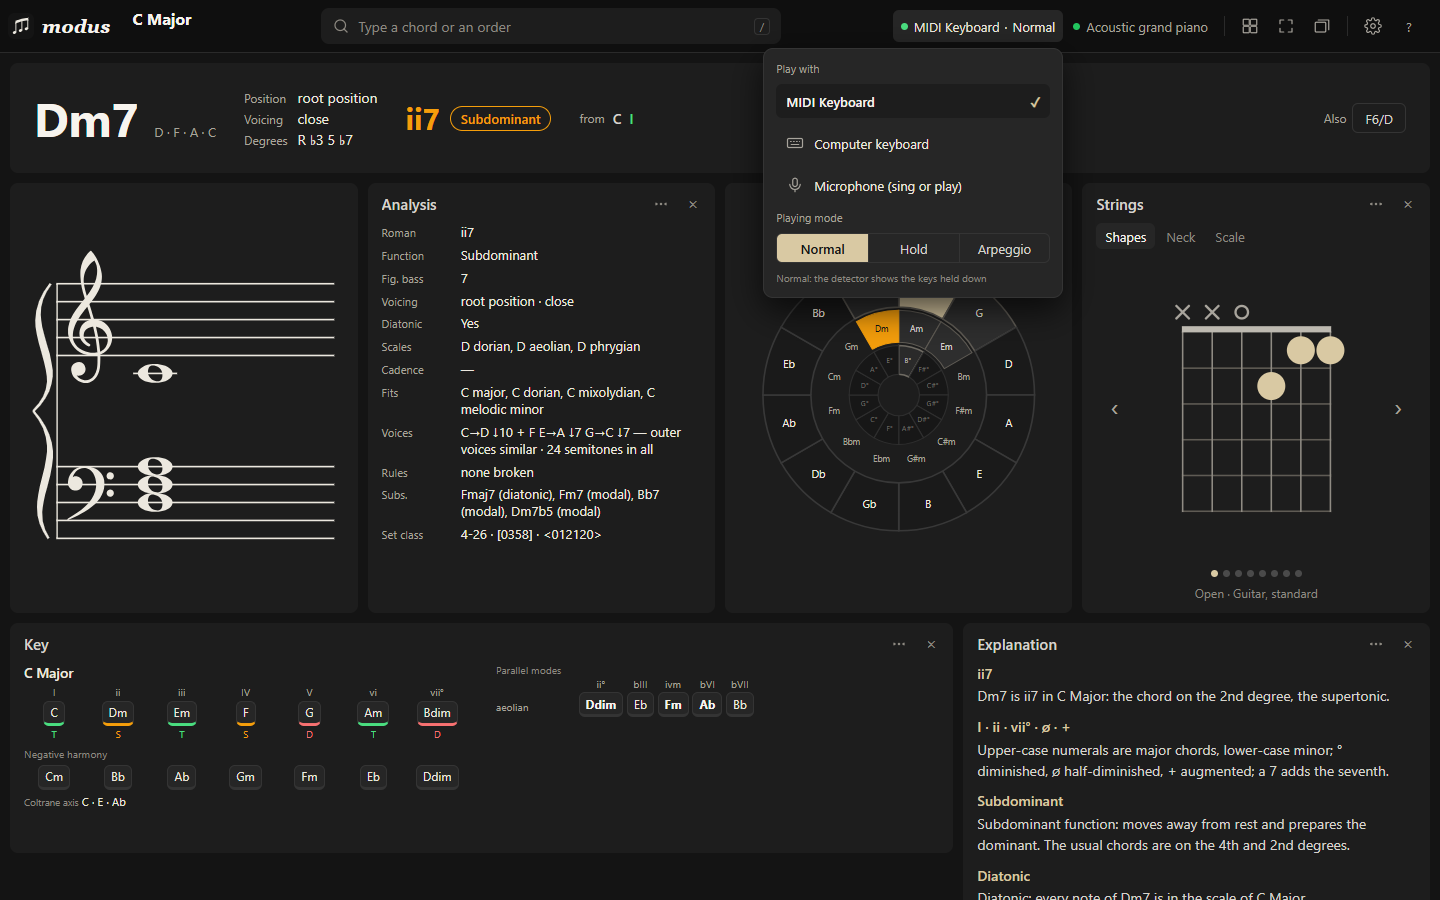 modus
C Major
Type a chord or an order
/
MIDI Keyboard · Normal
Acoustic grand piano
?
Play with
MIDI Keyboard
Computer keyboard
Microphone (sing or play)
Playing mode
Normal
Hold
Arpeggio
Normal: the detector shows the keys held down
Dm7
D · F · A · C
Position root position
Voicing close
Degrees R ♭3 5 ♭7
ii7
Subdominant
from C I
Also F6/D
Analysis
Roman ii7
Function Subdominant
Fig. bass 7
Voicing root position · close
Diatonic Yes
Scales D dorian, D aeolian, D phrygian
Cadence —
Fits C major, C dorian, C mixolydian, C
melodic minor
Voices C→D ↓10 + F E→A ↓7 G→C ↓7 — outer
voices similar · 24 semitones in all
Rules none broken
Subs. Fmaj7 (diatonic), Fm7 (modal), Bb7
(modal), Dm7b5 (modal)
Set class 4-26 · [0358] · <012120>
Bb
G
Dm
Am
Gm
Em
E°
B°
A°
F#°
Eb
D
Cm
Bm
D°
C#°
Fm
F#m
G°
G#°
Ab
A
C°
D#°
F°
A#°
Bbm
C#m
Ebm
G#m
Db
E
Gb
B
Strings
Shapes
Neck
Scale
Open · Guitar, standard
Key
C Major
I ii iii IV V vi vii°
C Dm Em F G Am Bdim
T S T S D T D
Negative harmony
Cm Bb Ab Gm Fm Eb Ddim
Coltrane axis C · E · Ab
Parallel modes
ii° bIII ivm bVI bVII
aeolian Ddim Eb Fm Ab Bb
Explanation
ii7
Dm7 is ii7 in C Major: the chord on the 2nd degree, the supertonic.
I · ii · vii° · ø · +
Upper-case numerals are major chords, lower-case minor; °
diminished, ø half-diminished, + augmented; a 7 adds the seventh.
Subdominant
Subdominant function: moves away from rest and prepares the
dominant. The usual chords are on the 4th and 2nd degrees.
Diatonic
Diatonic: every note of Dm7 is in the scale of C Major.